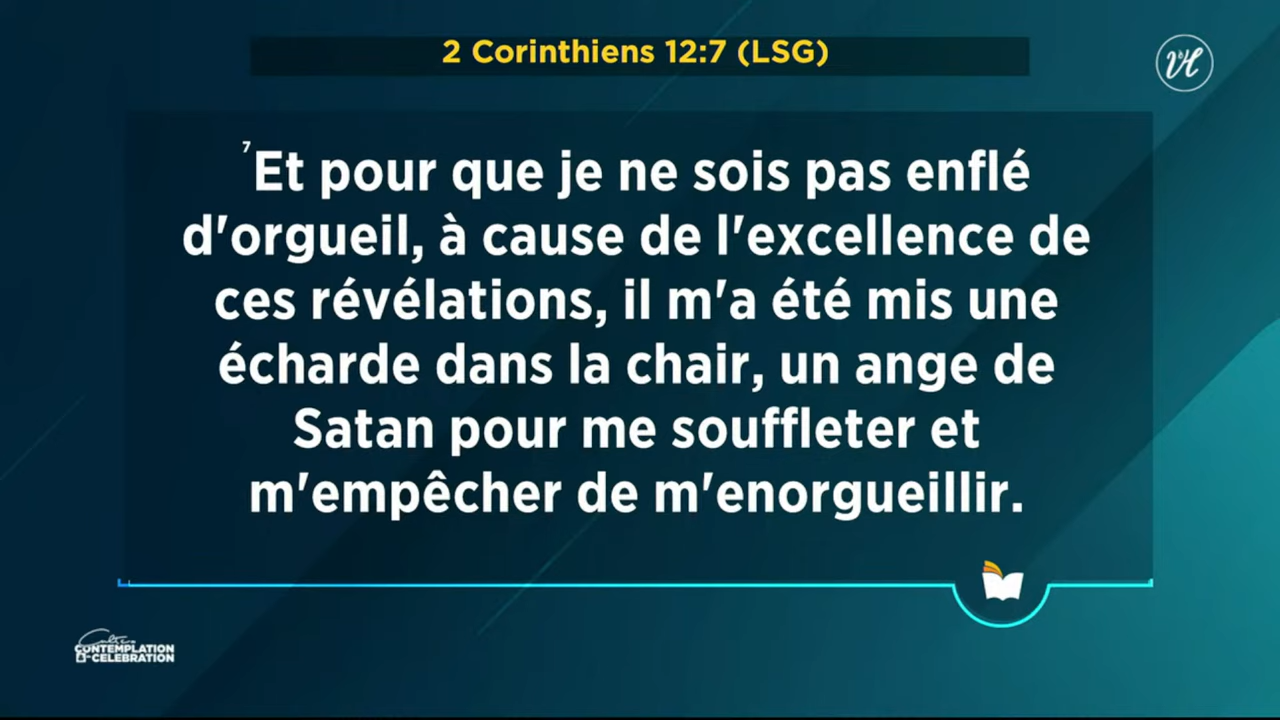 2 Corinthiens 12:7 (LSG)
7 Et pour que je ne sois pas enflé
d'orgueil, à cause de l'excellence de
ces révélations, il m'a été mis une
écharde dans la chair, un ange de
Satan pour me souffleter et
m'empêcher de m'enorgueillir.
CONTEMPLATION
CELEBRATION